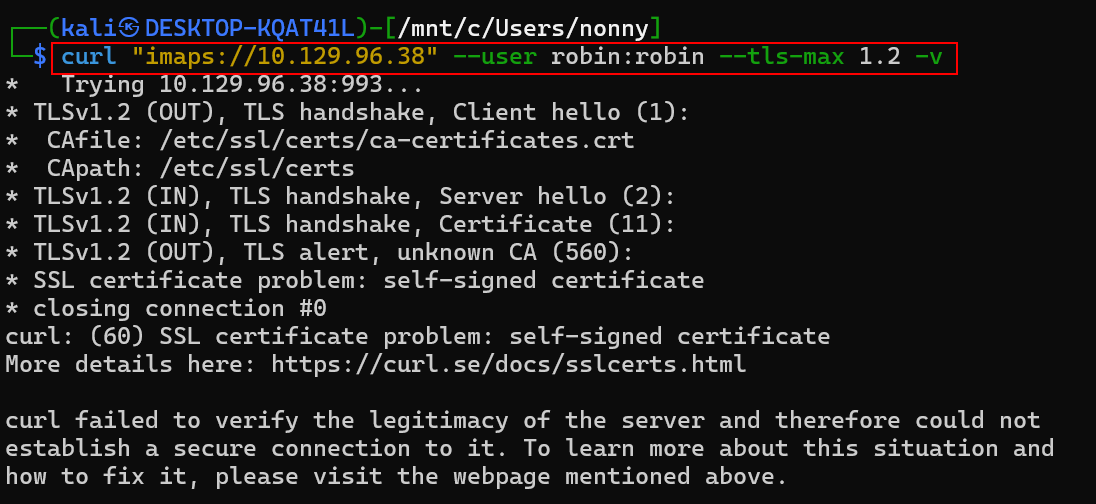 ┌──(kali㉿DESKTOP-KQAT41L)-[/mnt/c/Users/nonny]
└─$ curl "imaps://10.129.96.38" --user robin:robin --tls-max 1.2 -v
*   Trying 10.129.96.38:993...
* TLSv1.2 (OUT), TLS handshake, Client hello (1):
*  CAfile: /etc/ssl/certs/ca-certificates.crt
*  CApath: /etc/ssl/certs
* TLSv1.2 (IN), TLS handshake, Server hello (2):
* TLSv1.2 (IN), TLS handshake, Certificate (11):
* TLSv1.2 (OUT), TLS alert, unknown CA (560):
* SSL certificate problem: self-signed certificate
* closing connection #0
curl: (60) SSL certificate problem: self-signed certificate
More details here: https://curl.se/docs/sslcerts.html

curl failed to verify the legitimacy of the server and therefore could not
establish a secure connection to it. To learn more about this situation and
how to fix it, please visit the webpage mentioned above.